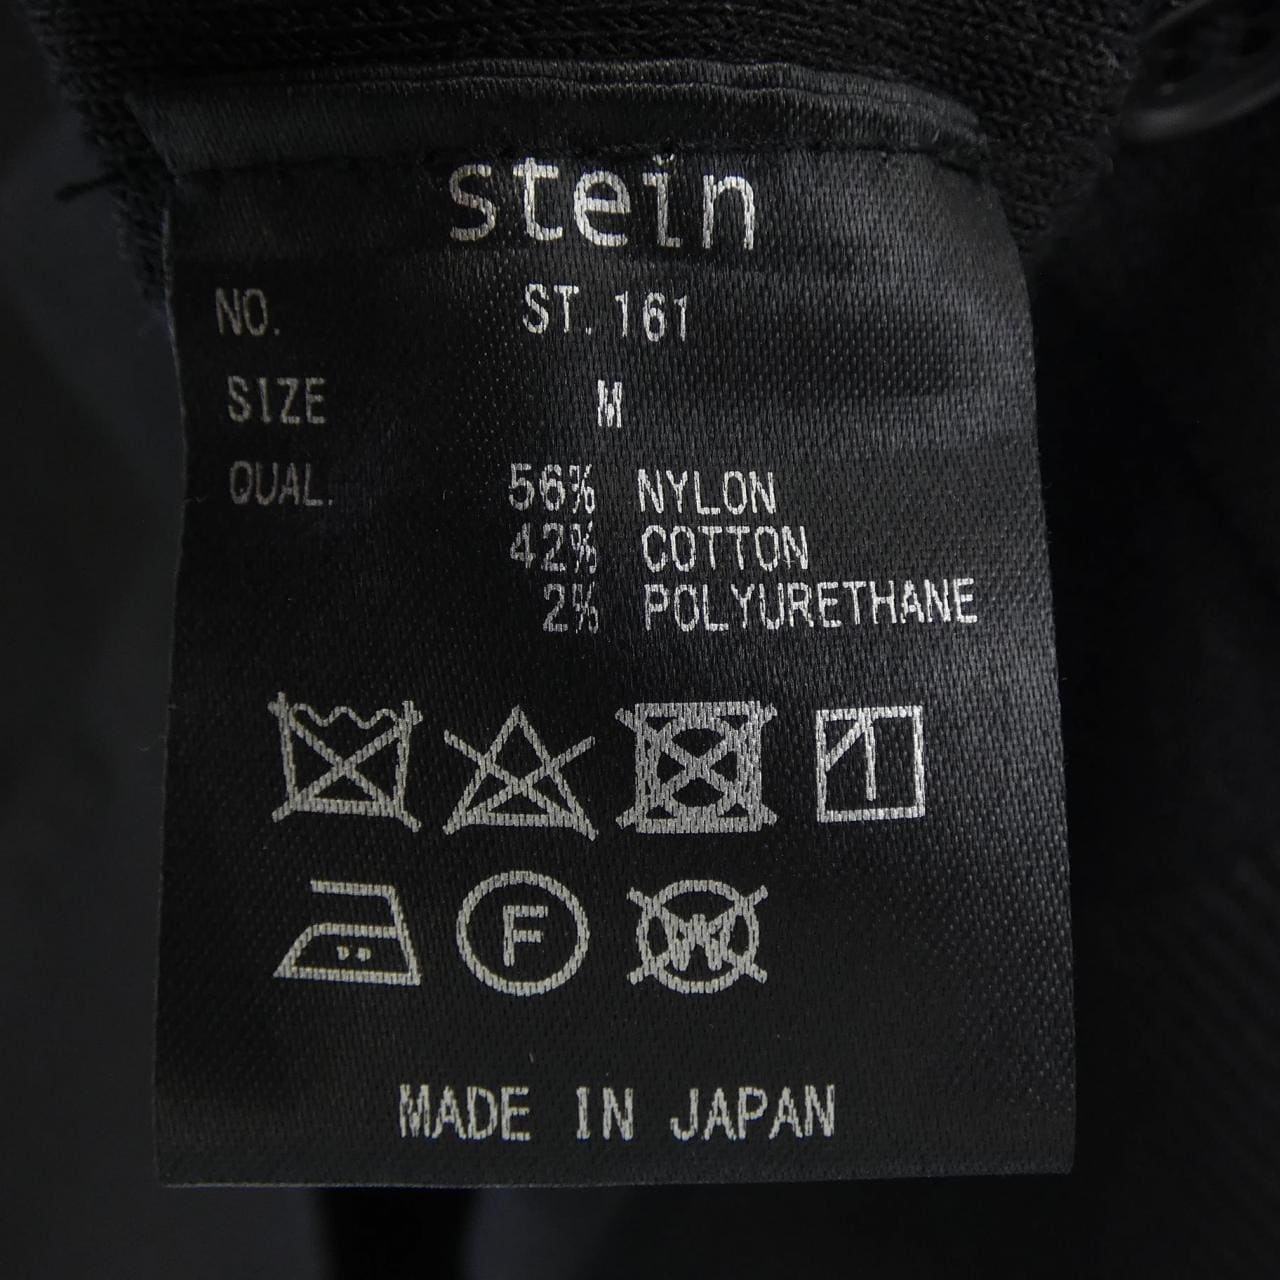 stein
NO. ST. 161
SIZE M
QUAL. 56% NYLON
42% COTTON
2% POLYURETHANE
F
W
MADE IN JAPAN